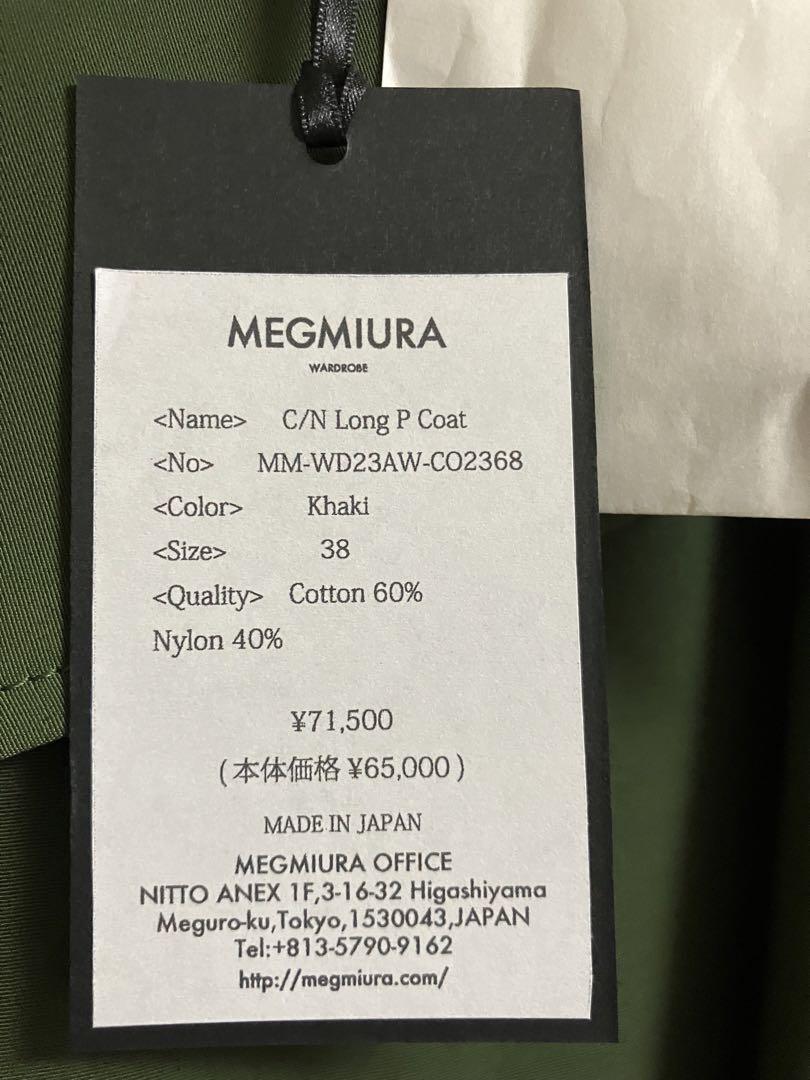 MEGMIURA
WARDROBE
<Name> C/N Long P Coat
<No> MM-WD23AW-CO2368
<Color> Khaki
<Size> 38
<Quality> Cotton 60%
Nylon 40%
¥71,500
(本体価格 ¥65,000)
MADE IN JAPAN
MEGMIURA OFFICE
NITTO ANEX 1F,3-16-32 Higashiyama
Meguro-ku,Tokyo,1530043,JAPAN
Tel:+813-5790-9162
http://megmiura.com/